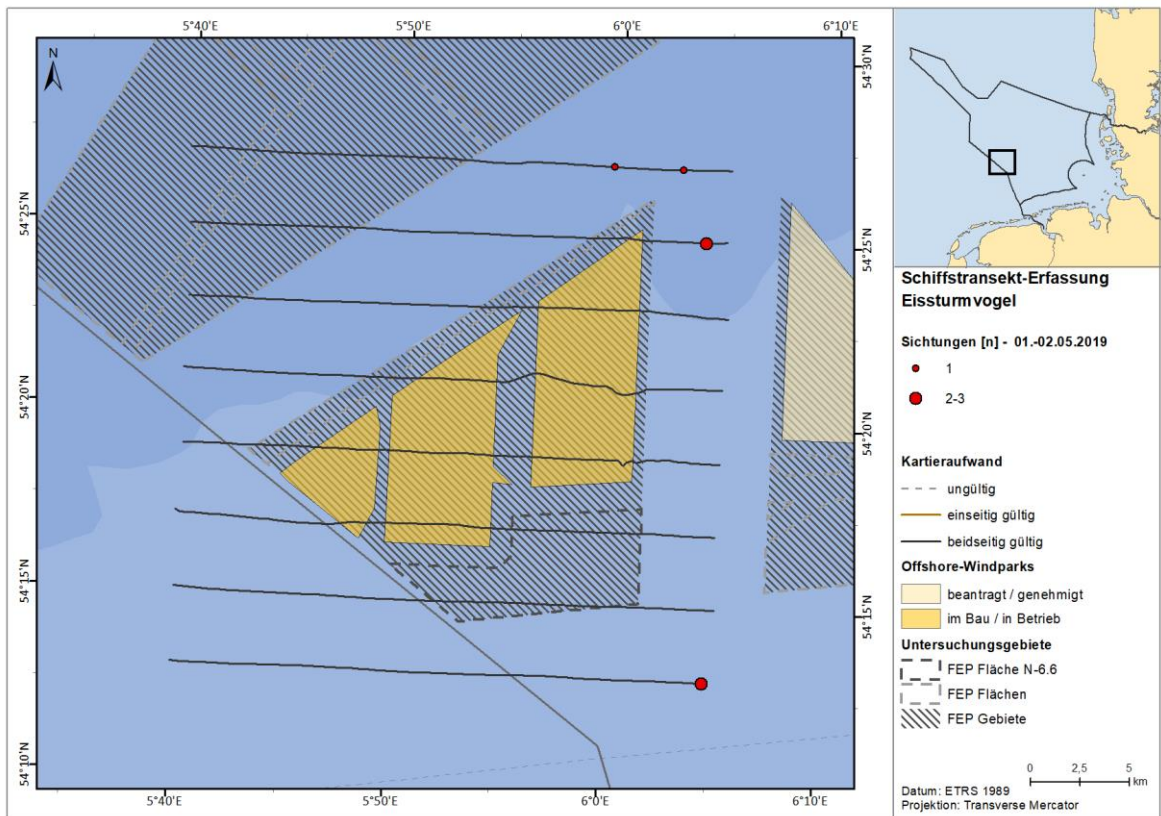 5°40'E 5°50'E 6°0'E 6°10'E
N
54°30'N
54°25'N
54°25'N
54°20'N
54°20'N
54°15'N
54°15'N
54°10'N
5°40'E 5°50'E 6°0'E 6°10'E
Schiffstransekt-Erfassung
Eissturmvogel
Sichtungen [n] - 01.-02.05.2019
1
2-3
Kartieraufwand
ungültig
einseitig gültig
beidseitig gültig
Offshore-Windparks
beantragt / genehmigt
im Bau / in Betrieb
Untersuchungsgebiete
FEP Fläche N-6.6
FEP Flächen
FEP Gebiete
0 2,5 5
km
Datum: ETRS 1989
Projektion: Transverse Mercator